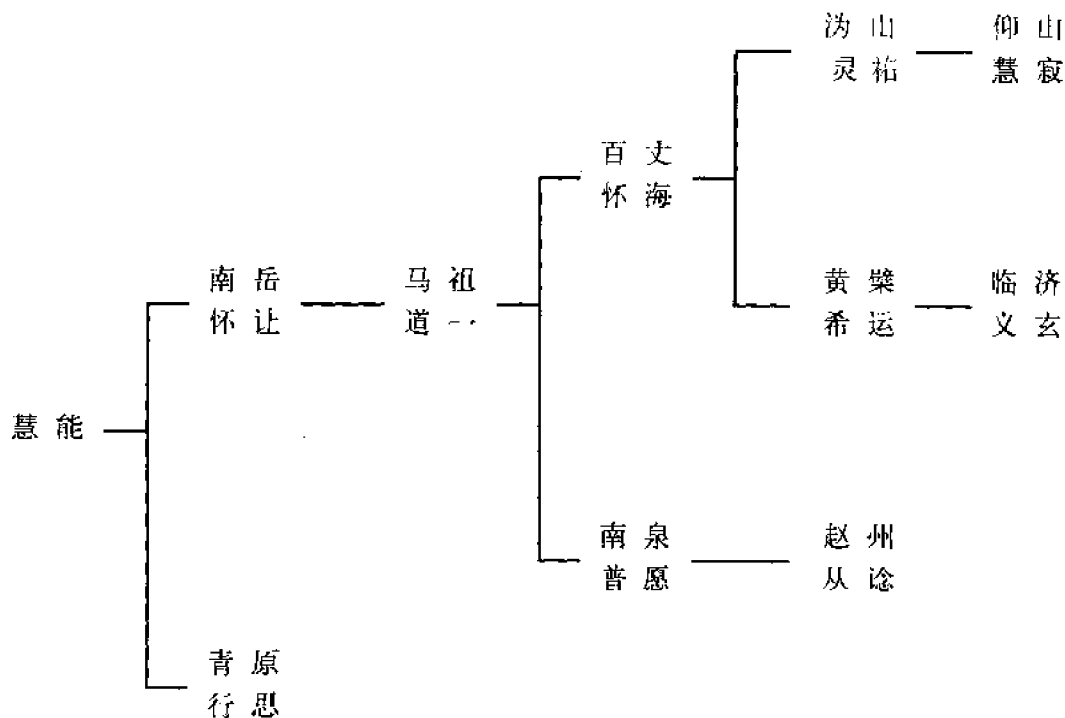 沩山
灵祐
仰山
慧寂
百丈
怀海
南岳
怀让
马祖
道一
黄檗
希运
临济
义玄
慧能
南泉
普愿
赵州
从谂
青原
行思